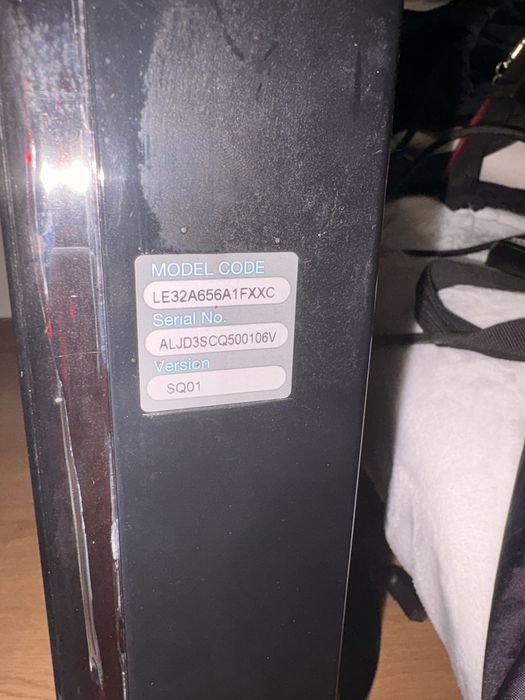 MODEL CODE
LE32A656A1FXXC
Serial No.
ALJD3SCQ500106V
Version
SQ01